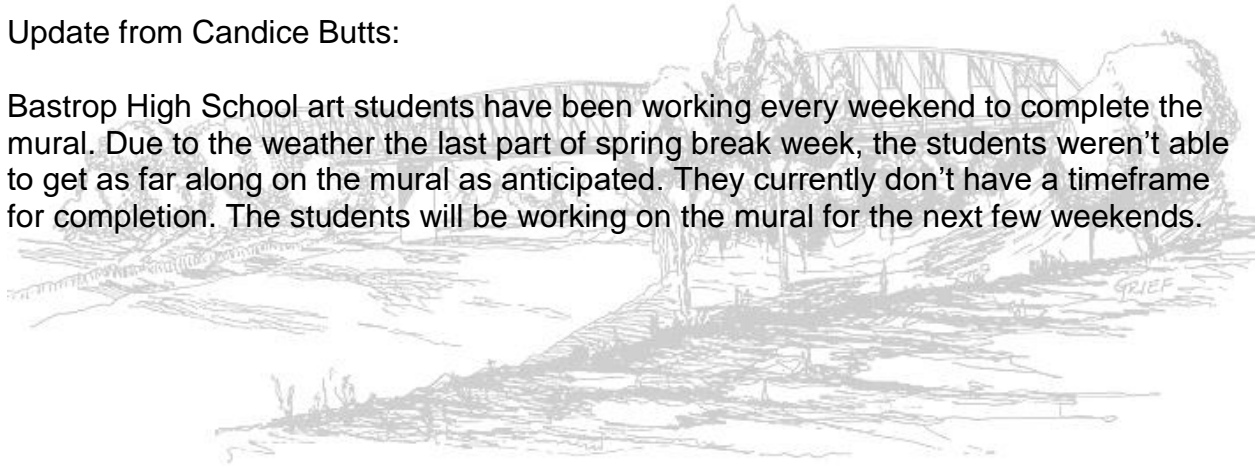 Update from Candice Butts:
Bastrop High School art students have been working every weekend to complete the
mural. Due to the weather the last part of spring break week, the students weren’t able
to get as far along on the mural as anticipated. They currently don’t have a timeframe
for completion. The students will be working on the mural for the next few weekends.
GRIEF